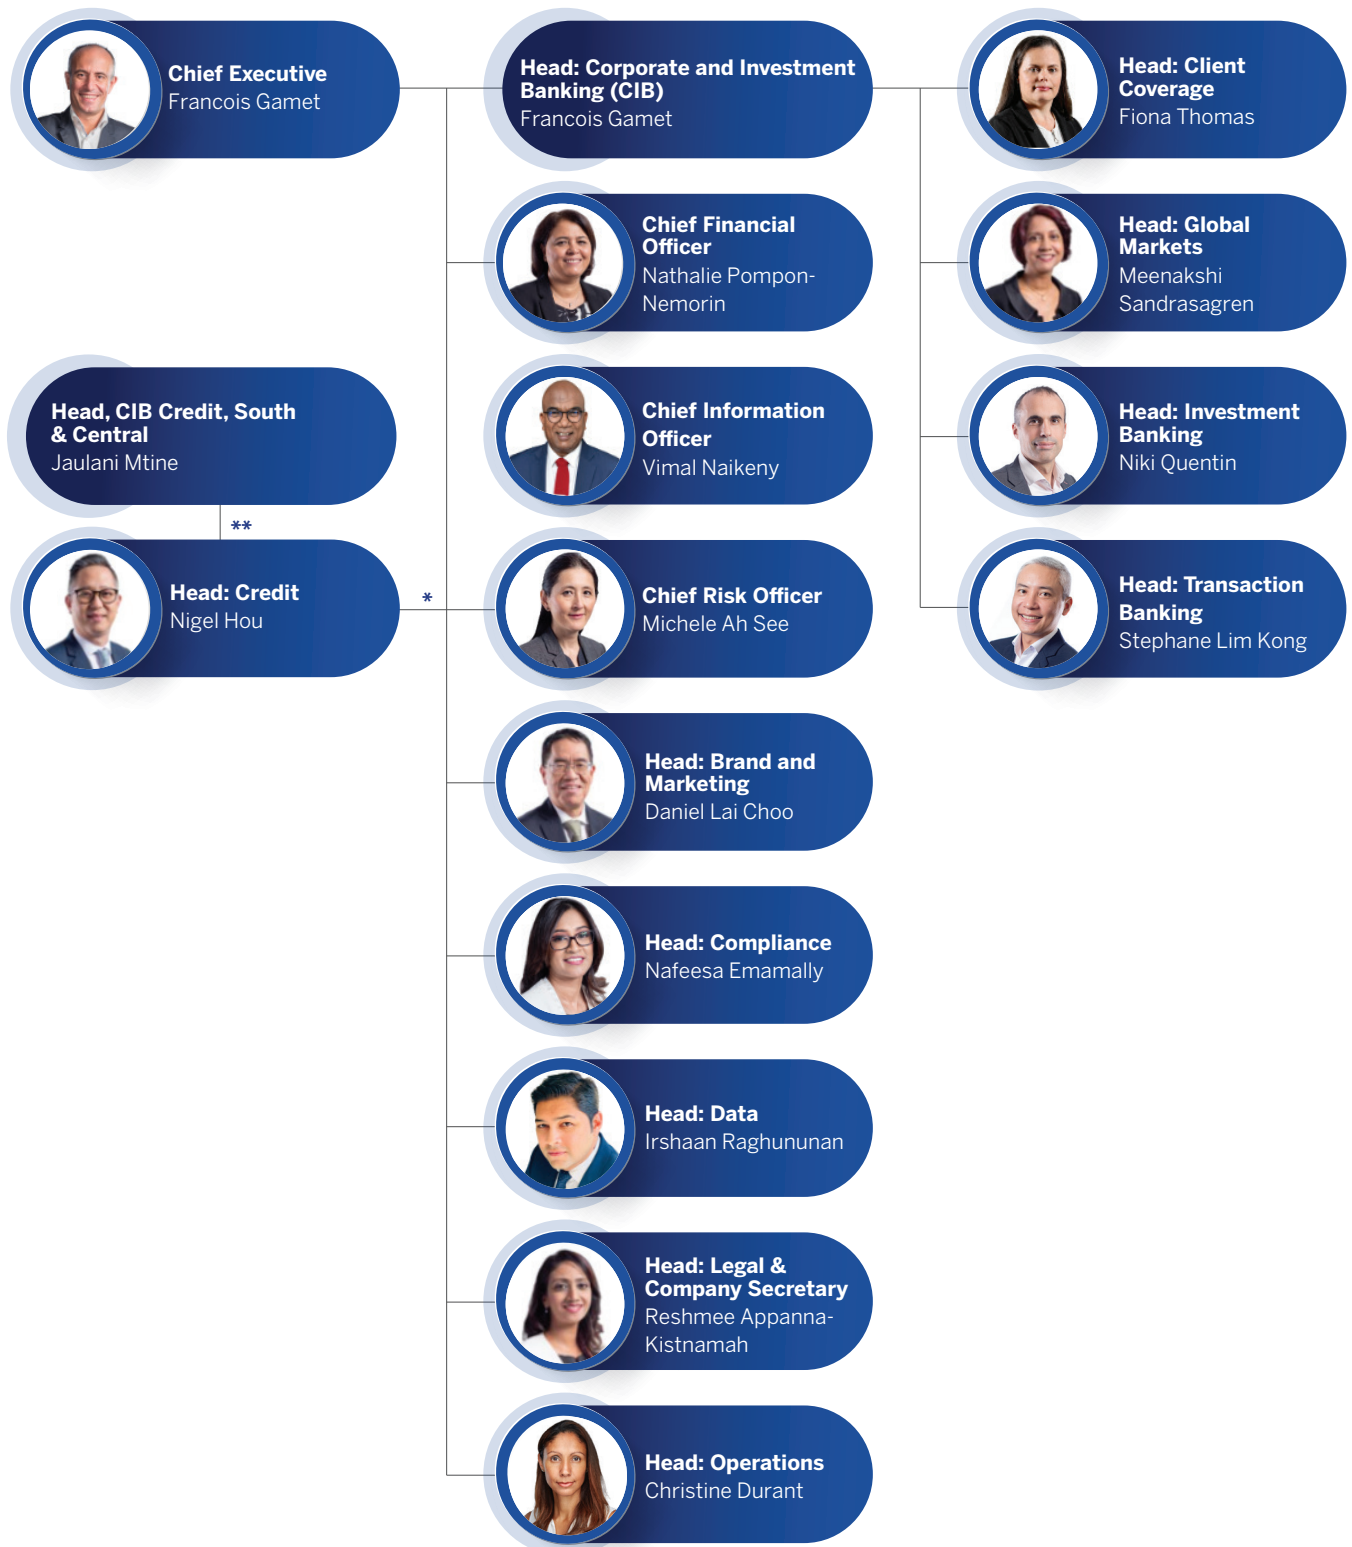 Chief Executive
Francois Gamet
Head: Corporate and Investment
Banking (CIB)
Francois Gamet
Head: Client
Coverage
Fiona Thomas
Chief Financial
Officer
Nathalie Pompon-
Nemorin
Head: Global
Markets
Meenakshi
Sandrasagren
Head, CIB Credit, South
& Central
Jaulani Mtine
Chief Information
Officer
Vimal Naikeny
Head: Investment
Banking
Niki Quentin
**
Head: Credit
Nigel Hou
*
Chief Risk Officer
Michele Ah See
Head: Transaction
Banking
Stephane Lim Kong
Head: Brand and
Marketing
Daniel Lai Choo
Head: Compliance
Nafeesa Emamally
Head: Data
Irshaan Raghununan
Head: Legal &
Company Secretary
Reshmee Appanna-
Kistnamah
Head: Operations
Christine Durant